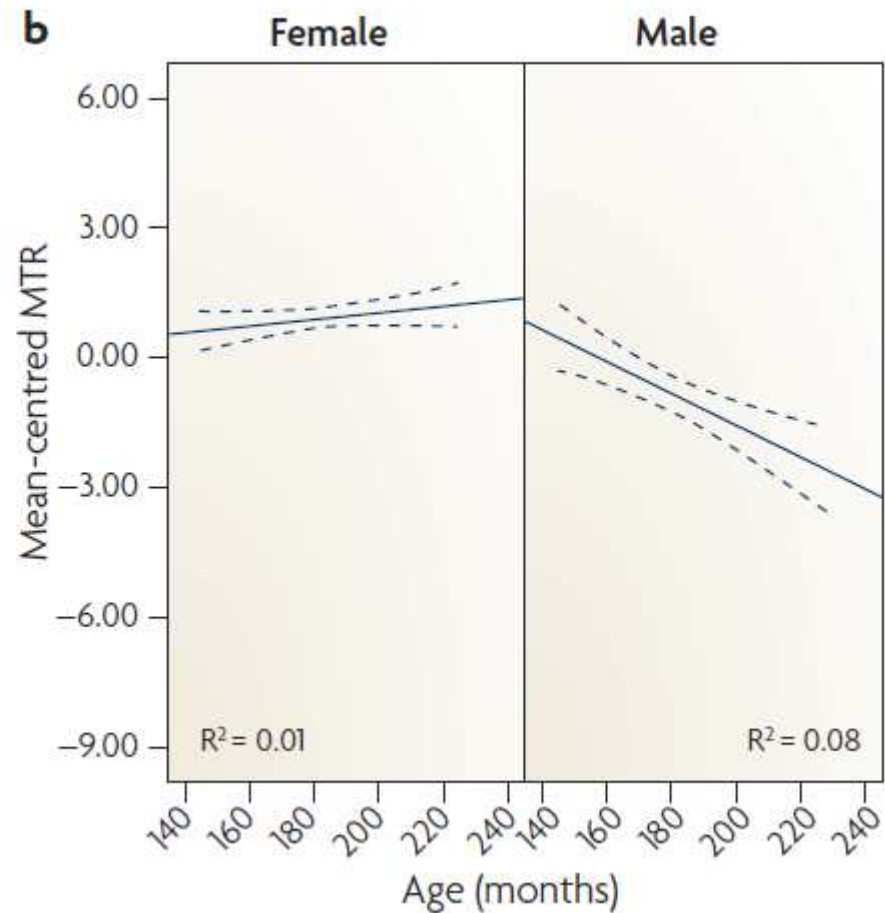 b
Female
Male
Mean-centred MTR
6.00
3.00
0.00
–3.00
–6.00
–9.00
R² = 0.01
R² = 0.08
140
160
180
200
220
240
140
160
180
200
220
240
Age (months)